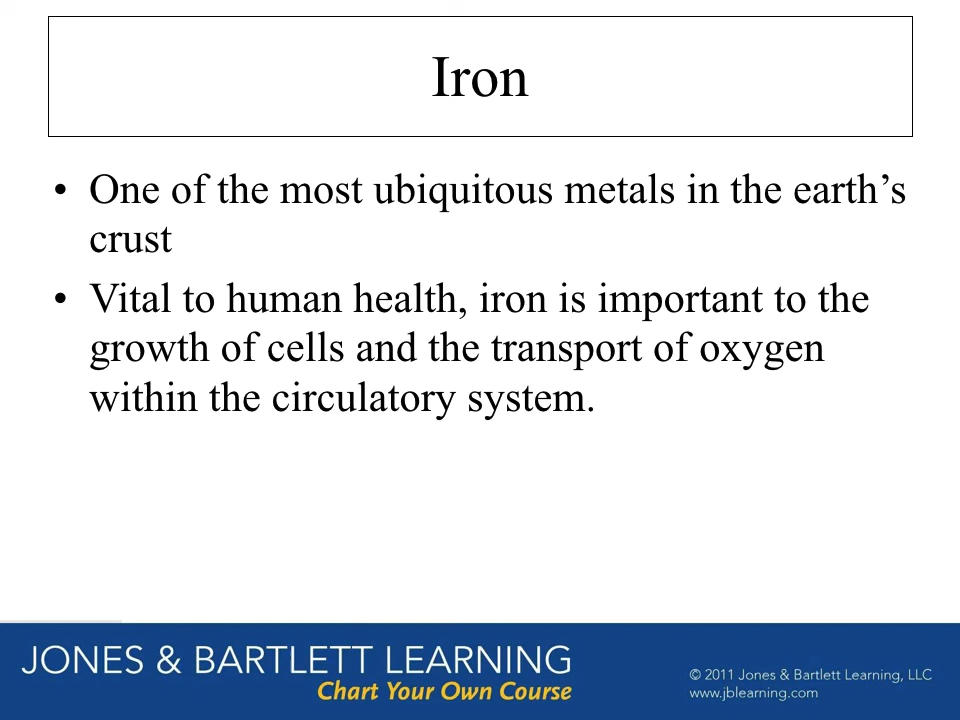 Iron
• One of the most ubiquitous metals in the earth’s
crust
• Vital to human health, iron is important to the
growth of cells and the transport of oxygen
within the circulatory system.
JONES & BARTLETT LEARNING
Chart Your Own Course
© 2011 Jones & Bartlett Learning, LLC
www.jblearning.com